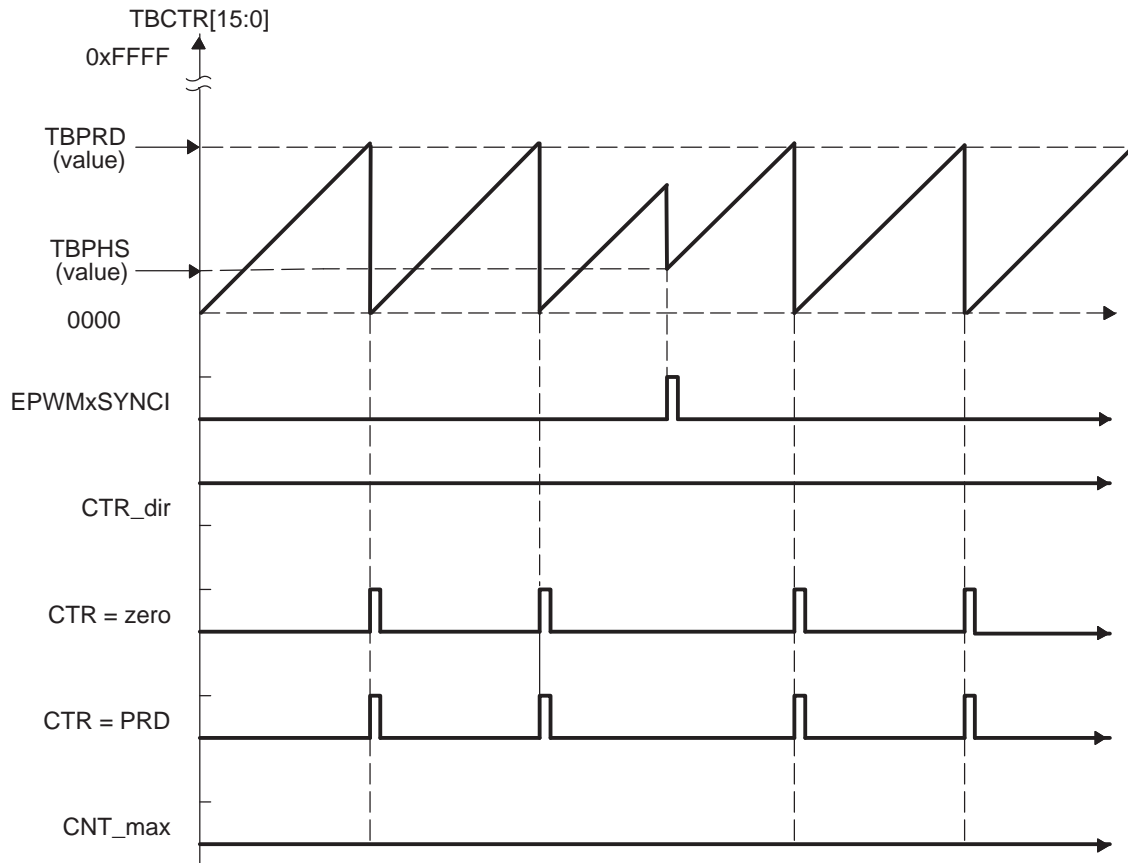 TBCTR[15:0]
0xFFFF
TBPRD
(value)
TBPHS
(value)
0000
EPWMxSYNCI
CTR_dir
CTR = zero
CTR = PRD
CNT_max